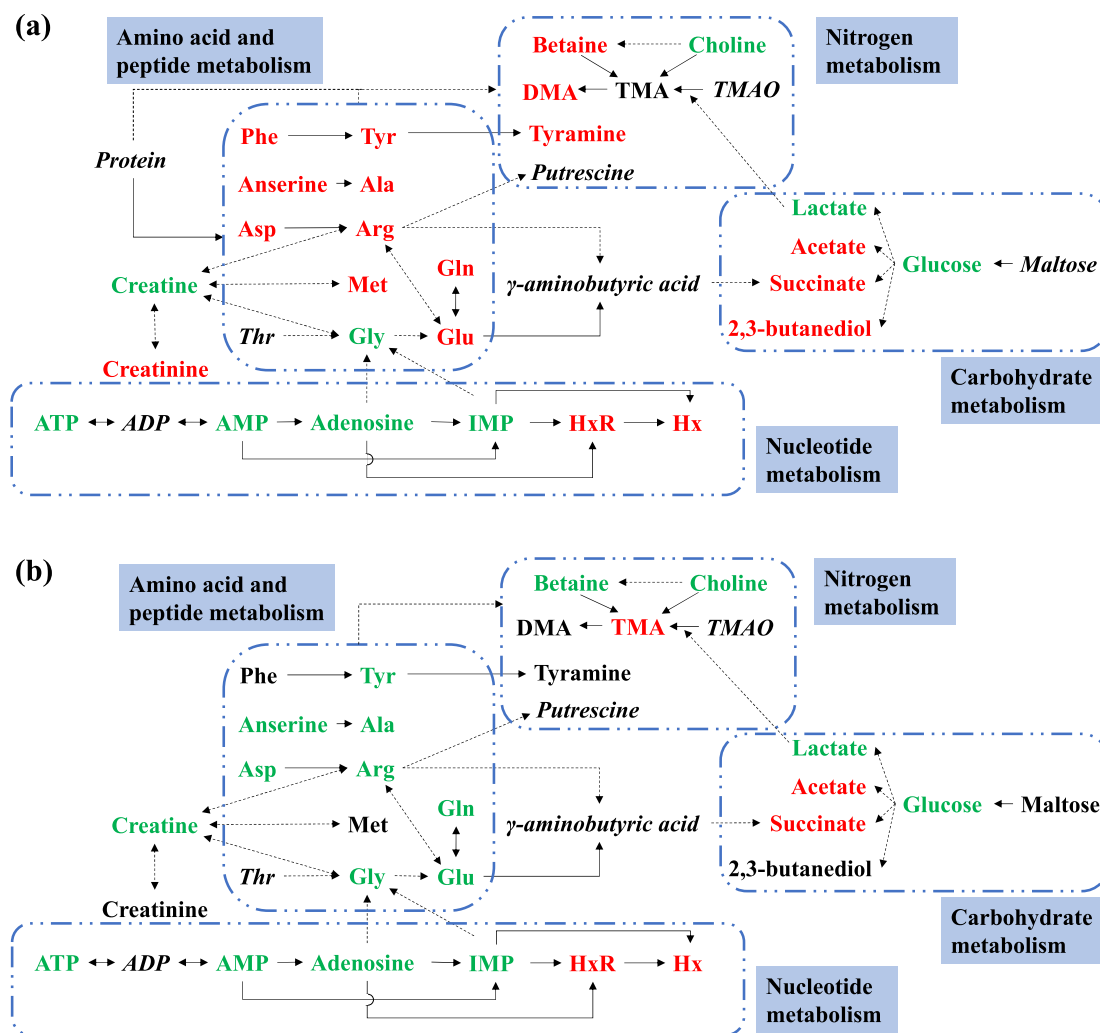 (a)
Amino acid and
peptide metabolism
Nitrogen
metabolism
Betaine
Choline
DMA
TMA
TMAO
Phe
Tyr
Tyramine
Protein
Putrescine
Anserine
Ala
Lactate
Asp
Arg
Acetate
Glucose
Maltose
Gln
Creatine
Met
γ-aminobutyric acid
Succinate
Thr
Gly
Glu
2,3-butanediol
Creatinine
Carbohydrate
metabolism
ATP
ADP
AMP
Adenosine
IMP
HxR
Hx
Nucleotide
metabolism
(b)
Amino acid and
peptide metabolism
Nitrogen
metabolism
Betaine
Choline
DMA
TMA
TMAO
Phe
Tyr
Tyramine
Putrescine
Anserine
Ala
Lactate
Asp
Arg
Acetate
Glucose
Maltose
Gln
Creatine
Met
γ-aminobutyric acid
Succinate
Thr
Gly
Glu
2,3-butanediol
Creatinine
Carbohydrate
metabolism
ATP
ADP
AMP
Adenosine
IMP
HxR
Hx
Nucleotide
metabolism